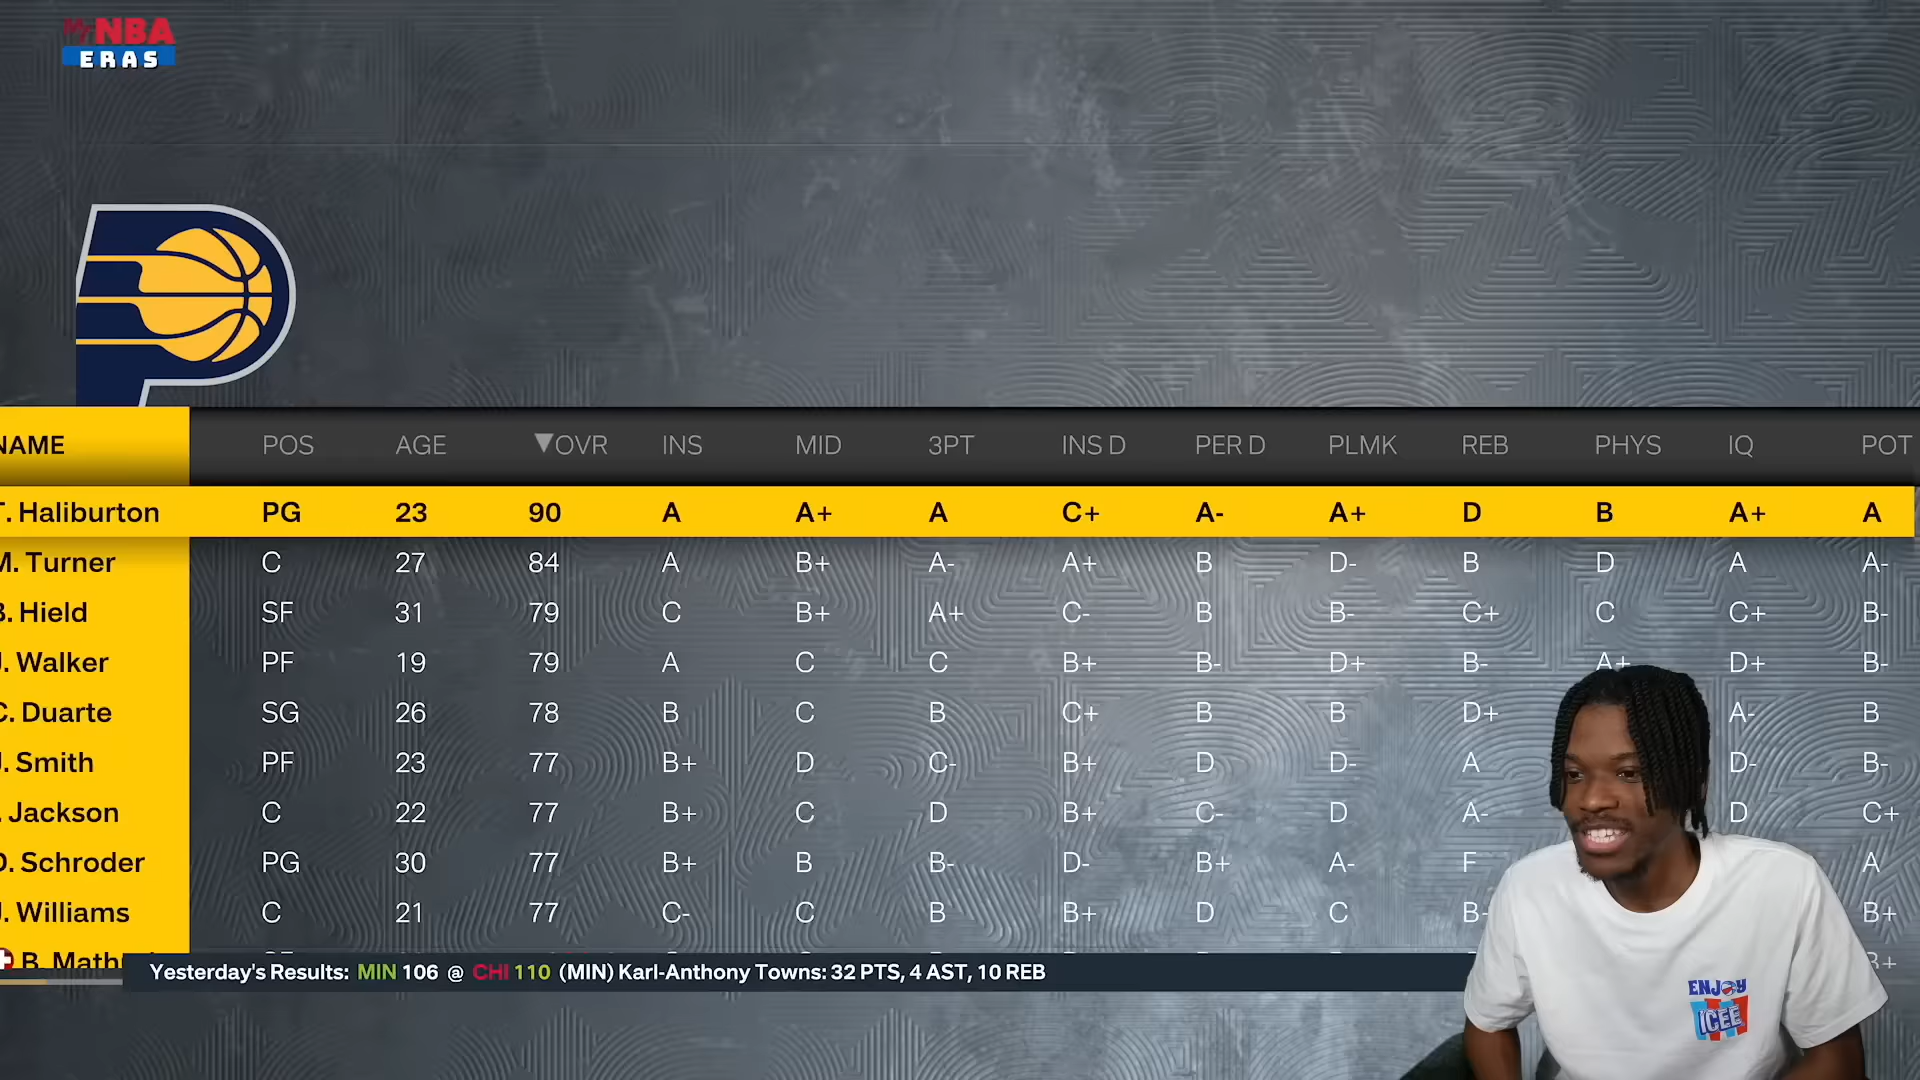 My NBA
ERAS
NAME POS AGE ▼OVR INS MID 3PT INS D PER D PLMK REB PHYS IQ POT
T. Haliburton PG 23 90 A A+ A C+ A- A+ D B A+ A
M. Turner C 27 84 A B+ A- A+ B D- B D A A-
B. Hield SF 31 79 C B+ A+ C- B B- C+ C C+ B-
J. Walker PF 19 79 A C C B+ B- D+ B- A+ D+ B-
C. Duarte SG 26 78 B C B C+ B B D+ A- B
J. Smith PF 23 77 B+ D C- B+ D D- A D- B-
. Jackson C 22 77 B+ C D B+ C- D A- D C+
D. Schroder PG 30 77 B+ B B- D- B+ A- F A
J. Williams C 21 77 C- C B B+ D C B- B+
B. Math B+
Yesterday's Results: MIN 106 @ CHI 110 (MIN) Karl-Anthony Towns: 32 PTS, 4 AST, 10 REB
ENJOY
ICEE